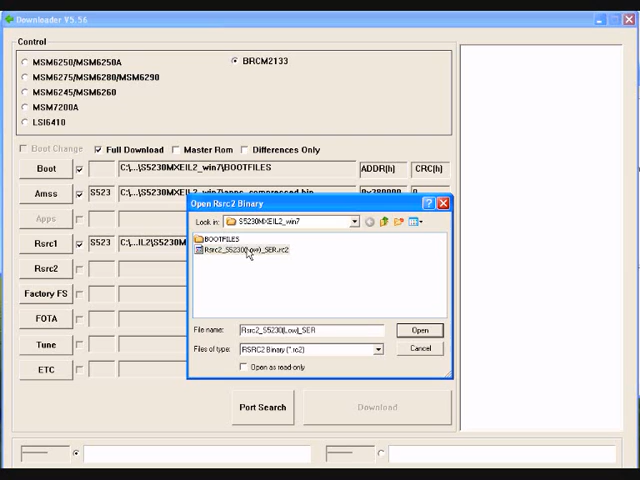 Downloader V5.56
Control
MSM6250/MSM6250A
BRCM2133
MSM6275/MSM6280/MSM6290
MSM6245/MSM6260
MSM7200A
LSI6410
Boot Change
Full Download
Master Rom
Differences Only
Boot
C:\...\S5230MXEIL2_win7\BOOTFILES
ADDR(h)
CRC(h)
Amss
S523
C:\...\S5230MXEIL2_win7\apps_compressed.bin
0x380000
0
Apps
Open Rsrc2 Binary
Look in:
S5230MXEIL2_win7
Rsrc1
S523
BOOTFILES
Rsrc2_S5230(Low)_SER.rc2
Rsrc2
Factory FS
FOTA
File name:
Rsrc2_S5230(Low)_SER
Open
Tune
Files of type:
RSRC2 Binary (*.rc2)
Cancel
ETC
Open as read only
Port Search
Download